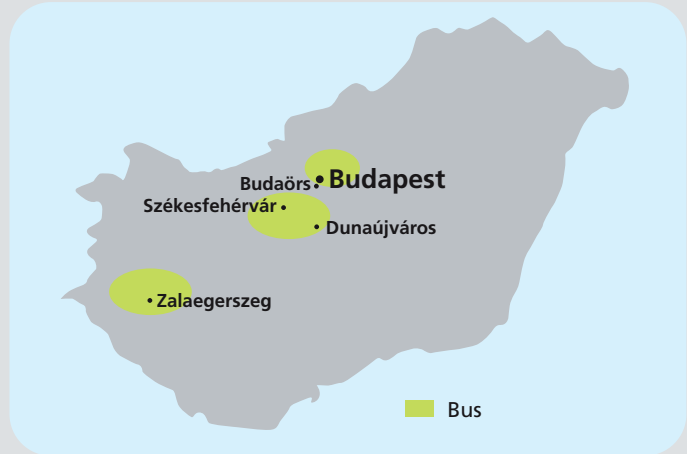 Budaörs
Budapest
Székesfehérvár
Dunaújváros
Zalaegerszeg
Bus